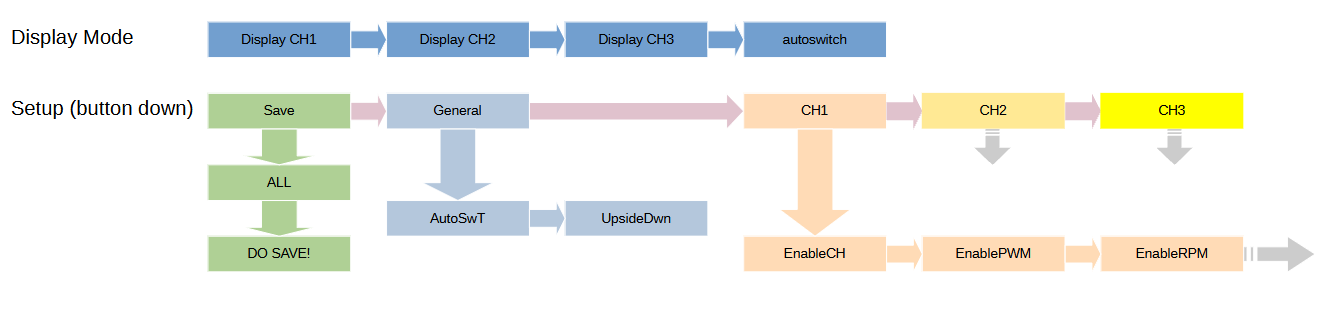 Display Mode
Display CH1
Display CH2
Display CH3
autoswitch
Setup (button down)
Save
General
CH1
CH2
CH3
ALL
AutoSwT
UpsideDwn
DO SAVE!
EnableCH
EnablePWM
EnableRPM